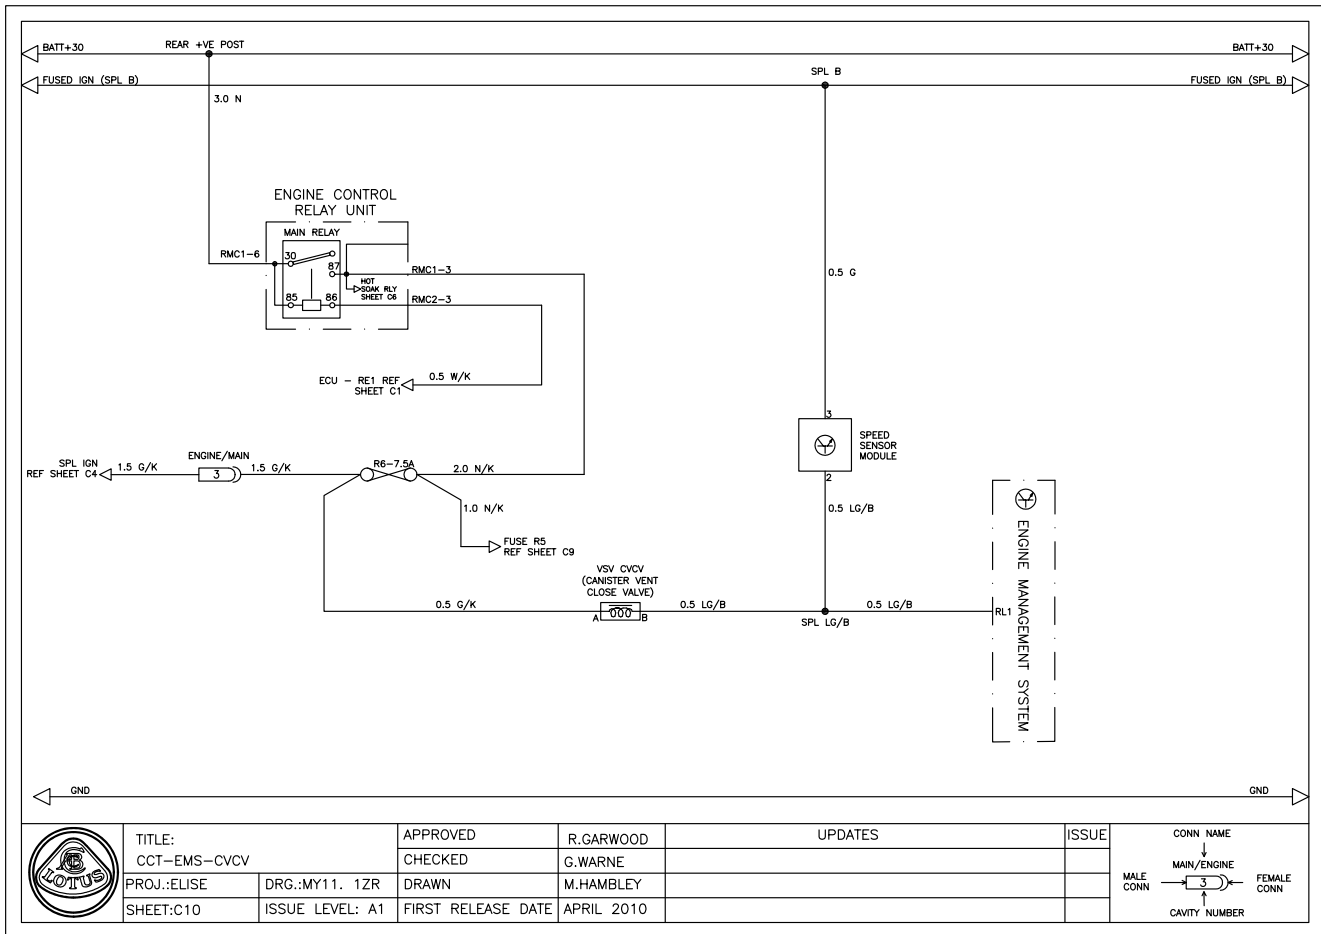 BATT+30
REAR +VE POST
BATT+30
FUSED IGN (SPL B)
SPL B
FUSED IGN (SPL B)
3.0 N
ENGINE CONTROL
RELAY UNIT
MAIN RELAY
RMC1-6
30
87
RMC1-3
HOT
SOAK RLY
SHEET C6
85
86
RMC2-3
0.5 G
ECU - RE1 REF
SHEET C1
0.5 W/K
3
SPEED
SENSOR
MODULE
2
SPL IGN
REF SHEET C4
1.5 G/K
ENGINE/MAIN
3
1.5 G/K
R6-7.5A
2.0 N/K
1.0 N/K
0.5 LG/B
FUSE R5
REF SHEET C9
VSV CVCV
(CANISTER VENT
CLOSE VALVE)
0.5 G/K
A
B
0.5 LG/B
SPL LG/B
0.5 LG/B
RL1
ENGINE MANAGEMENT SYSTEM
GND
GND
LOTUS
TITLE:
CCT-EMS-CVCV
PROJ.:ELISE
DRG.:MY11. 1ZR
SHEET:C10
ISSUE LEVEL: A1
APPROVED
R.GARWOOD
CHECKED
G.WARNE
DRAWN
M.HAMBLEY
FIRST RELEASE DATE
APRIL 2010
UPDATES
ISSUE
CONN NAME
MAIN/ENGINE
MALE
CONN
3
FEMALE
CONN
CAVITY NUMBER